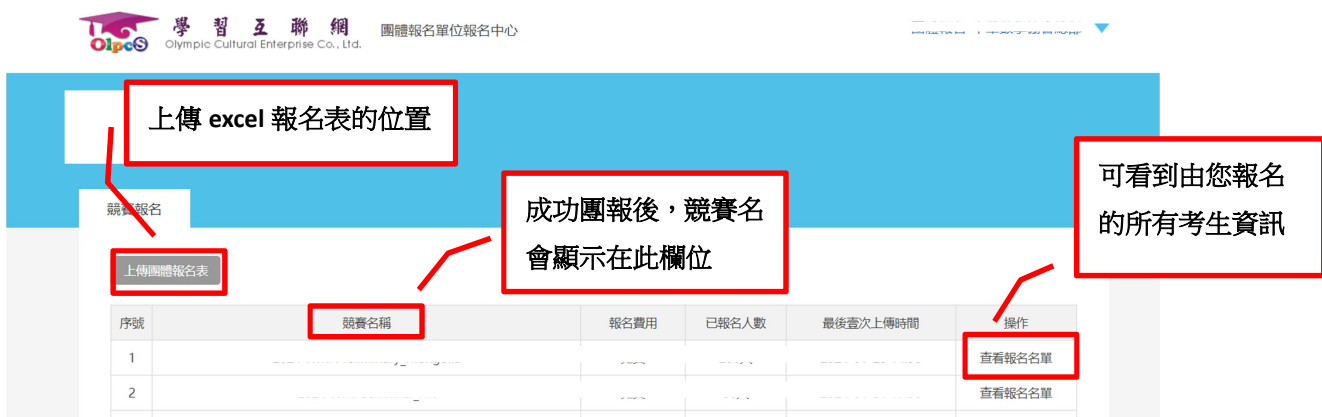 學習互聯網
OlpcS
Olympic Cultural Enterprise Co., Ltd.
團體報名單位報名中心
上傳 excel 報名表的位置
可看到由您報名
的所有考生資訊
成功團報後，競賽名
會顯示在此欄位
競賽報名
上傳團體報名表
序號 競賽名稱 報名費用 已報名人數 最後壹次上傳時間 操作
1 查看報名名單
2 查看報名名單